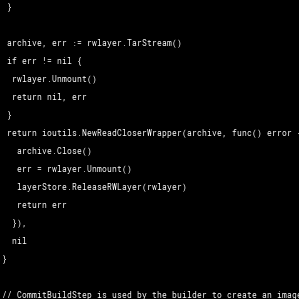 }
archive, err := rwlayer.TarStream()
if err != nil {
rwlayer.Unmount()
return nil, err
}
return ioutils.NewReadCloserWrapper(archive, func() error
archive.Close()
err = rwlayer.Unmount()
layerStore.ReleaseRWLayer(rwlayer)
return err
}),
nil
}
// CommitBuildStep is used by the builder to create an